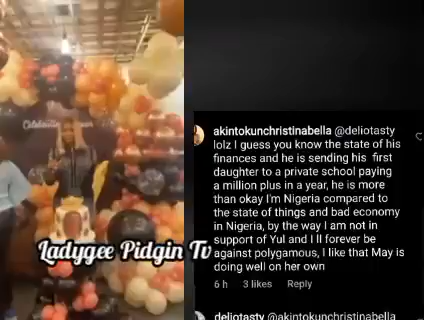 Celebrating
Ladygee Pidgin Tv
akintokunchristinabella @deliotasty
lolz I guess you know the state of his
finances and he is sending his first
daughter to a private school paying
a million plus in a year, he is more
than okay I'm Nigeria compared to
the state of things and bad economy
in Nigeria, by the way I am not in
support of Yul and I ll forever be
against polygamous, I like that May is
doing well on her own
6 h 3 likes Reply
deliotasty @akintokunchristinabella